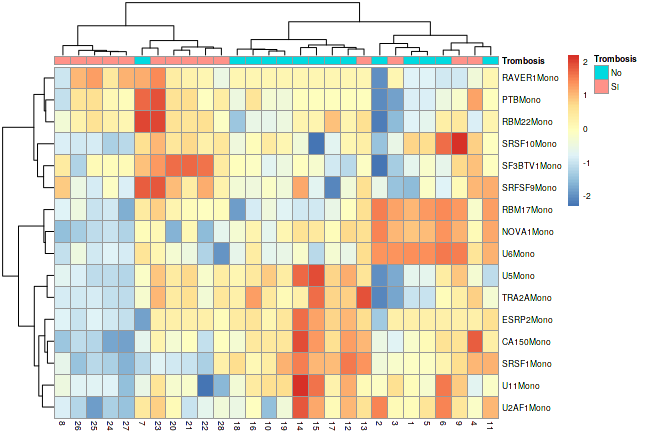 Trombosis
RAVER1Mono
PTBMono
RBM22Mono
SRSF10Mono
SF3BTV1Mono
SRFSF9Mono
RBM17Mono
NOVA1Mono
U6Mono
U5Mono
TRA2AMono
ESRP2Mono
CA150Mono
SRSF1Mono
U11Mono
U2AF1Mono
8 26 25 24 27 7 23 20 21 22 28 18 16 10 19 14 15 17 12 13 2 3 1 5 6 9 4 11
2
1
0
-1
-2
Trombosis
No
SI